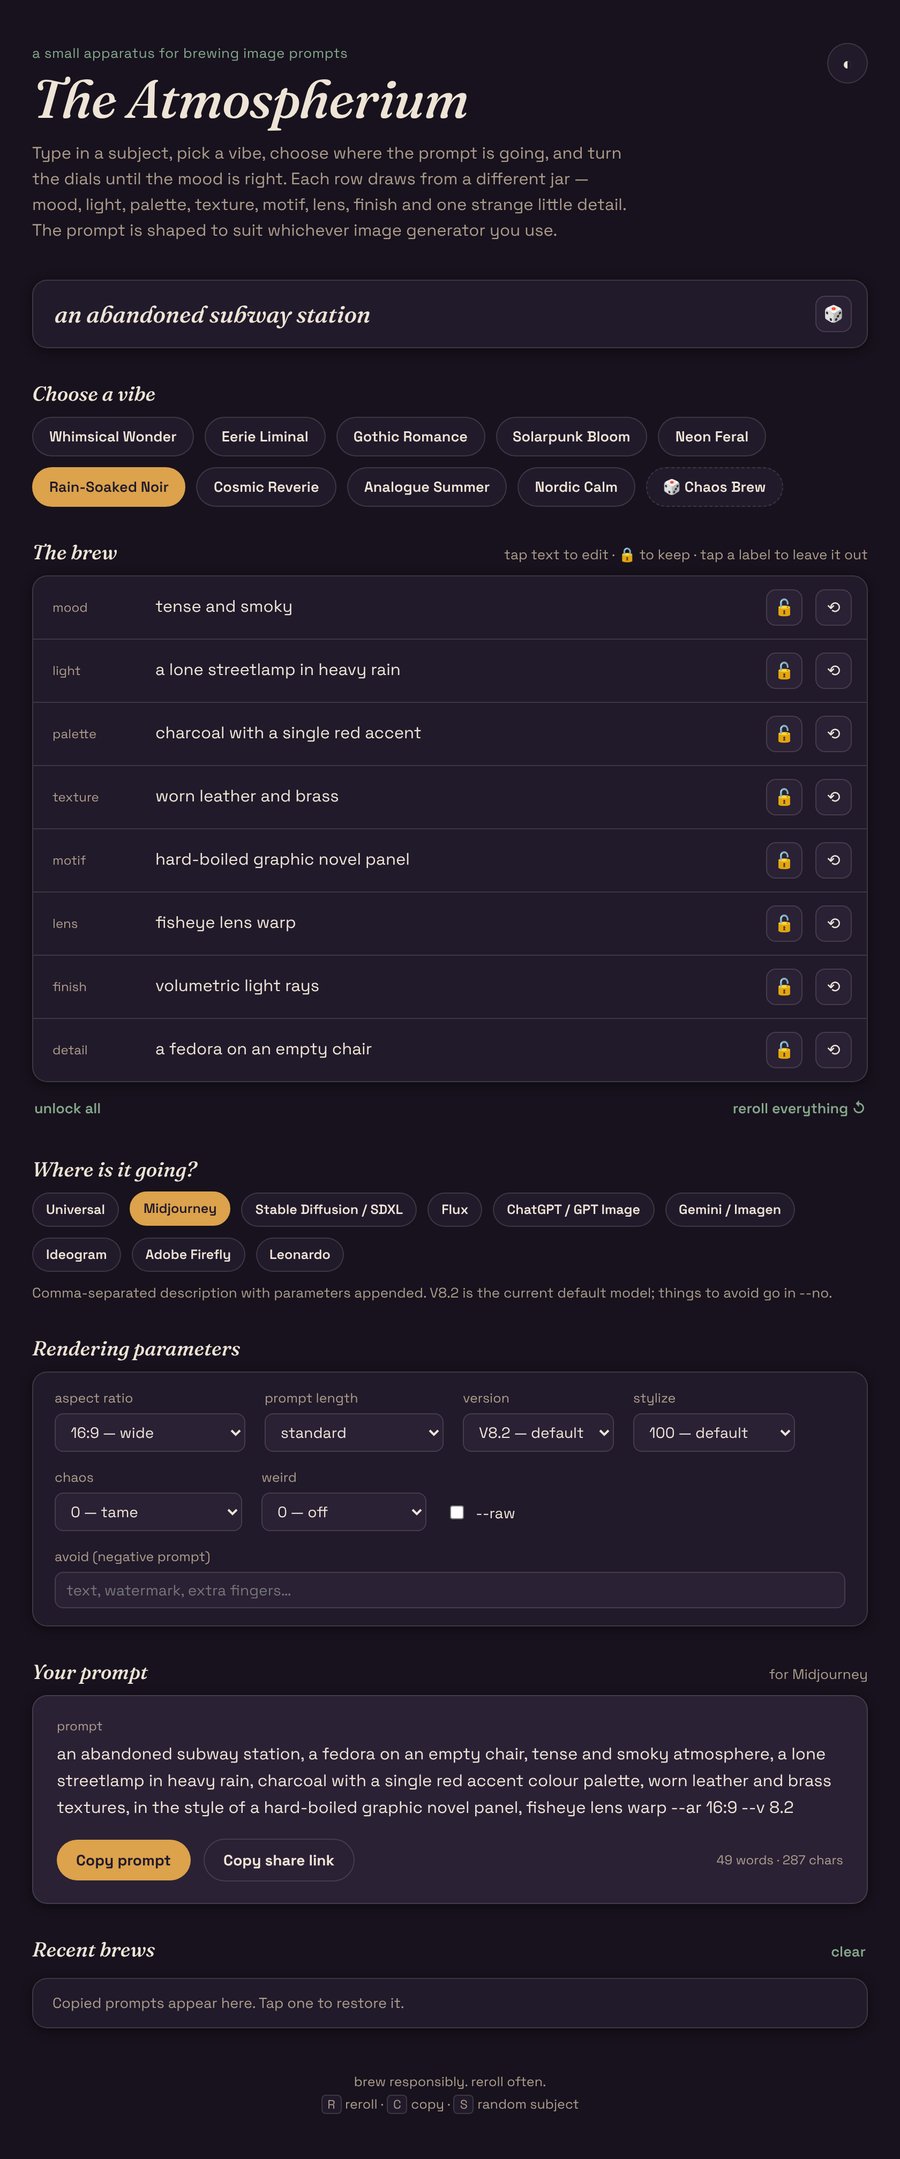 a small apparatus for brewing image prompts
The Atmospherium
Type in a subject, pick a vibe, choose where the prompt is going, and turn
the dials until the mood is right. Each row draws from a different jar —
mood, light, palette, texture, motif, lens, finish and one strange little detail.
The prompt is shaped to suit whichever image generator you use.
an abandoned subway station
Choose a vibe
Whimsical Wonder Eerie Liminal Gothic Romance Solarpunk Bloom Neon Feral
Rain-Soaked Noir Cosmic Reverie Analogue Summer Nordic Calm 🎲 Chaos Brew
The brew tap text to edit · 🔒 to keep · tap a label to leave it out
mood tense and smoky
light a lone streetlamp in heavy rain
palette charcoal with a single red accent
texture worn leather and brass
motif hard-boiled graphic novel panel
lens fisheye lens warp
finish volumetric light rays
detail a fedora on an empty chair
unlock all reroll everything ↺
Where is it going?
Universal Midjourney Stable Diffusion / SDXL Flux ChatGPT / GPT Image Gemini / Imagen
Ideogram Adobe Firefly Leonardo
Comma-separated description with parameters appended. V8.2 is the current default model; things to avoid go in --no.
Rendering parameters
aspect ratio prompt length version stylize
16:9 — wide standard V8.2 — default 100 — default
chaos weird
0 — tame 0 — off --raw
avoid (negative prompt)
text, watermark, extra fingers…
Your prompt for Midjourney
prompt
an abandoned subway station, a fedora on an empty chair, tense and smoky atmosphere, a lone
streetlamp in heavy rain, charcoal with a single red accent colour palette, worn leather and brass
textures, in the style of a hard-boiled graphic novel panel, fisheye lens warp --ar 16:9 --v 8.2
Copy prompt Copy share link 49 words · 287 chars
Recent brews clear
Copied prompts appear here. Tap one to restore it.
brew responsibly. reroll often.
R reroll · C copy · S random subject